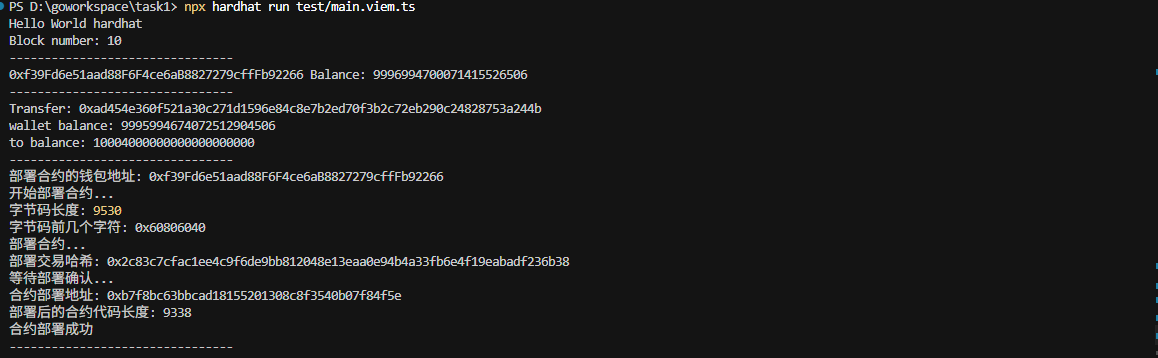 PS D:\goworkspace\task1> npx hardhat run test/main.viem.ts
Hello World hardhat
Block number: 10
--------------------------------
0xf39Fd6e51aad88F6F4ce6aB8827279cffFb92266 Balance: 9996994700071415526506
--------------------------------
Transfer: 0xad454e360f521a30c271d1596e84c8e7b2ed70f3b2c72eb290c24828753a244b
wallet balance: 9995994674072512904506
to balance: 10004000000000000000000
--------------------------------
部署合约的钱包地址: 0xf39Fd6e51aad88F6F4ce6aB8827279cffFb92266
开始部署合约...
字节码长度: 9530
字节码前几个字符: 0x60806040
部署合约...
部署交易哈希: 0x2c83c7cfac1ee4c9f6de9bb812048e13eaa0e94b4a33fb6e4f19eabadf236b38
等待部署确认...
合约部署地址: 0xb7f8bc63bbcad18155201308c8f3540b07f84f5e
部署后的合约代码长度: 9338
合约部署成功
--------------------------------